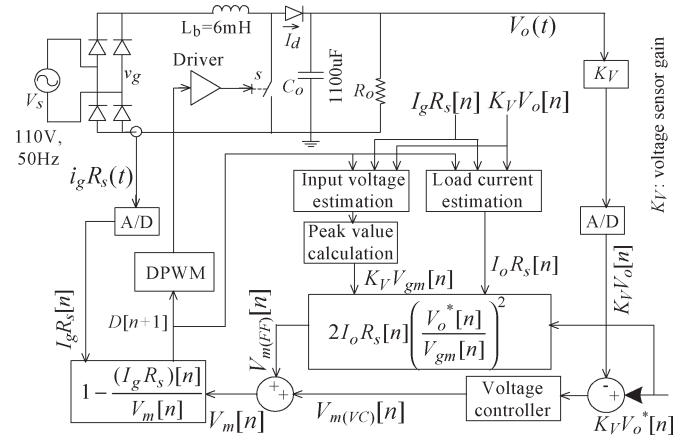 L_b=6mH
I_d
V_o(t)
Driver
v_g
s
C_o
1100uF
R_o
K_V
K_V: voltage sensor gain
V_s
110V,
50Hz
I_gR_s[n]
K_VV_o[n]
i_gR_s(t)
A/D
Input voltage
estimation
Load current
estimation
A/D
Peak value
calculation
DPWM
K_VV_gm[n]
I_oR_s[n]
K_VV_o[n]
I_gR_s[n]
D[n+1]
V_m(FF)[n]
2I_oR_s[n](V_o*[n]/V_gm[n])^2
1-(I_gR_s)[n]/V_m[n]
V_m[n]
+
+
V_m(VC)[n]
Voltage
controller
-
+
K_VV_o*[n]